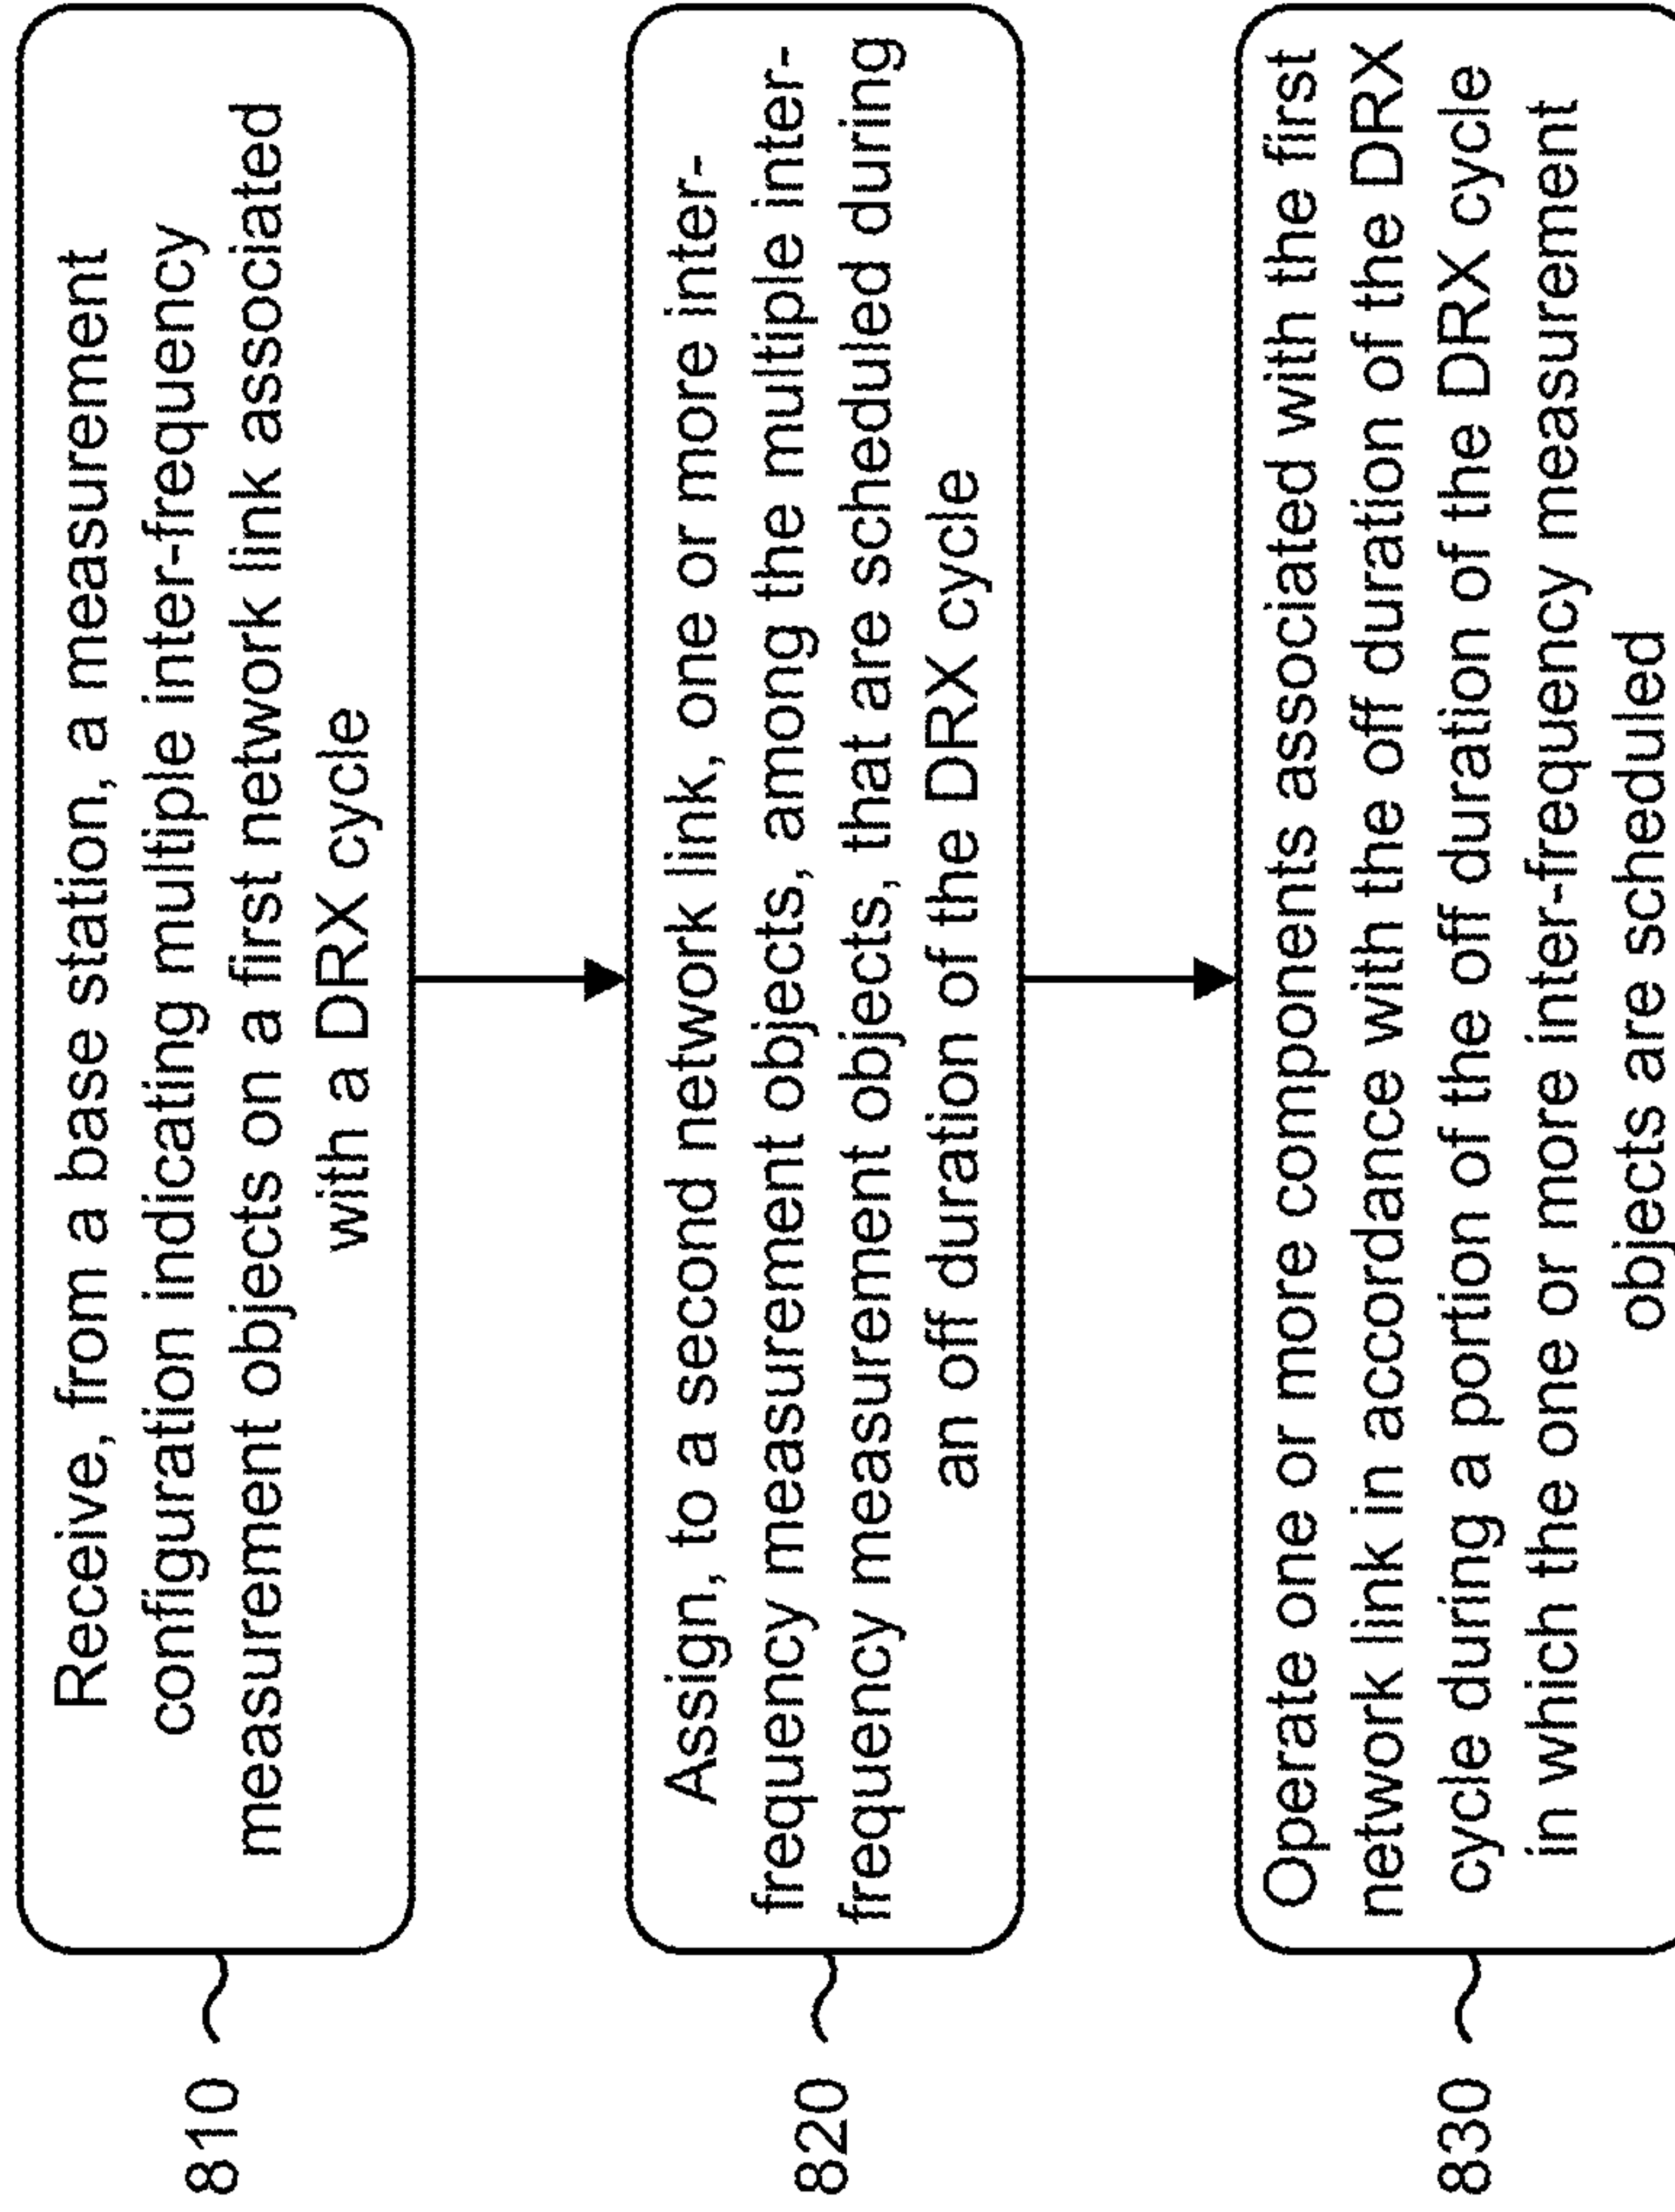 810
Receive, from a base station, a measurement
configuration indicating multiple inter-frequency
measurement objects on a first network link associated
with a DRX cycle
820
Assign, to a second network link, one or more inter-
frequency measurement objects, among the multiple inter-
frequency measurement objects, that are scheduled during
an off duration of the DRX cycle
830
Operate one or more components associated with the first
network link in accordance with the off duration of the DRX
cycle during a portion of the off duration of the DRX cycle
in which the one or more inter-frequency measurement
objects are scheduled